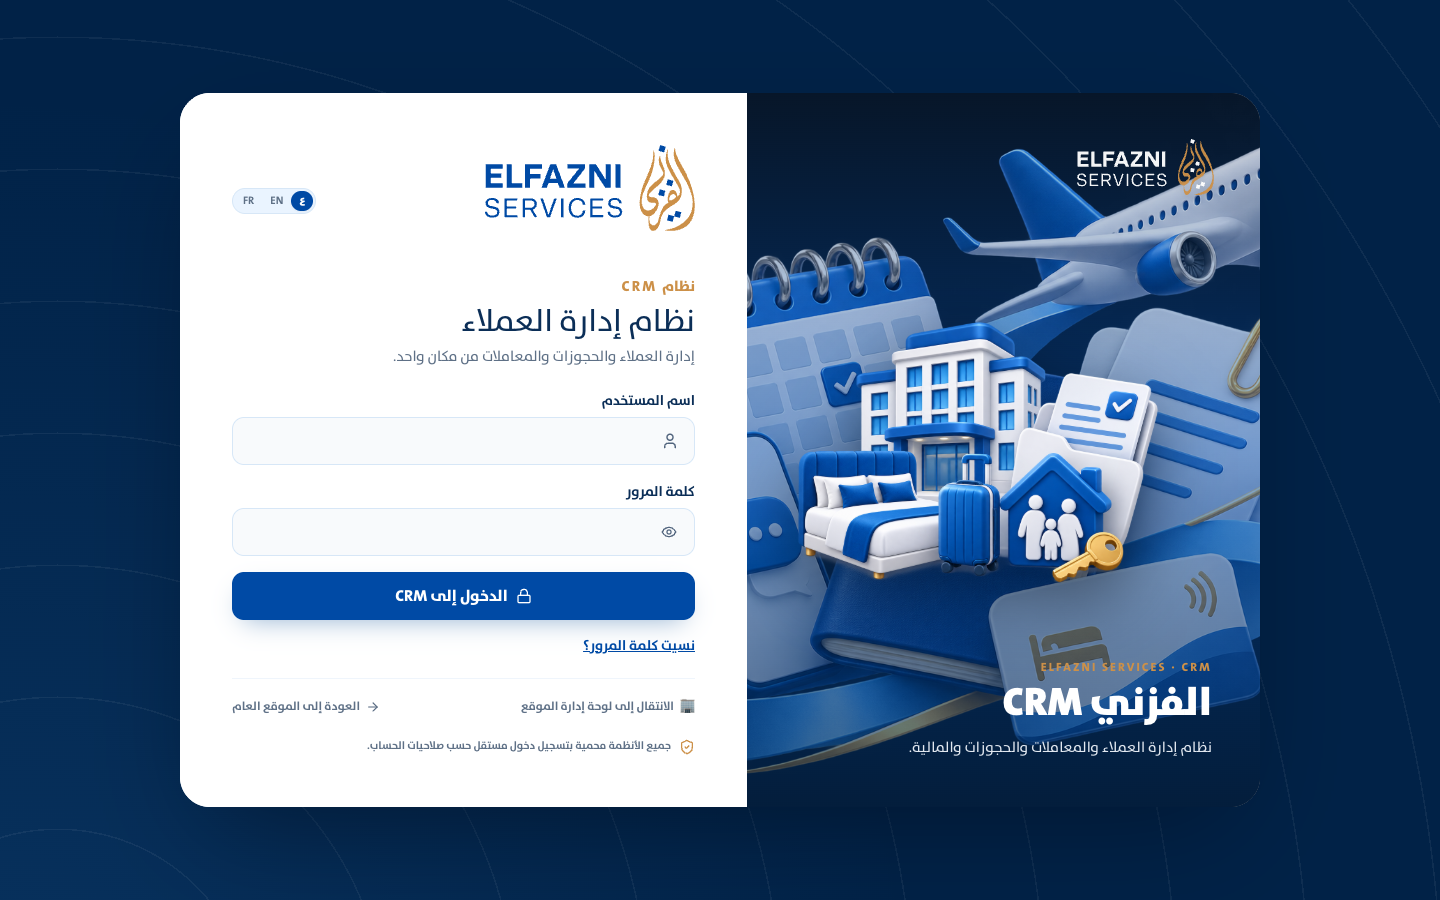 ELFAZNI
SERVICES
الفزني
ELFAZNI SERVICES · CRM
الفزني CRM
نظام إدارة العملاء والمعاملات والحجوزات والمالية.
ELFAZNI
SERVICES
الفزني
ع EN FR
نظام CRM
نظام إدارة العملاء
إدارة العملاء والحجوزات والمعاملات من مكان واحد.
اسم المستخدم
كلمة المرور
الدخول إلى CRM
نسيت كلمة المرور؟
الانتقال إلى لوحة إدارة الموقع
العودة إلى الموقع العام
جميع الأنظمة محمية بتسجيل دخول مستقل حسب صلاحيات الحساب.